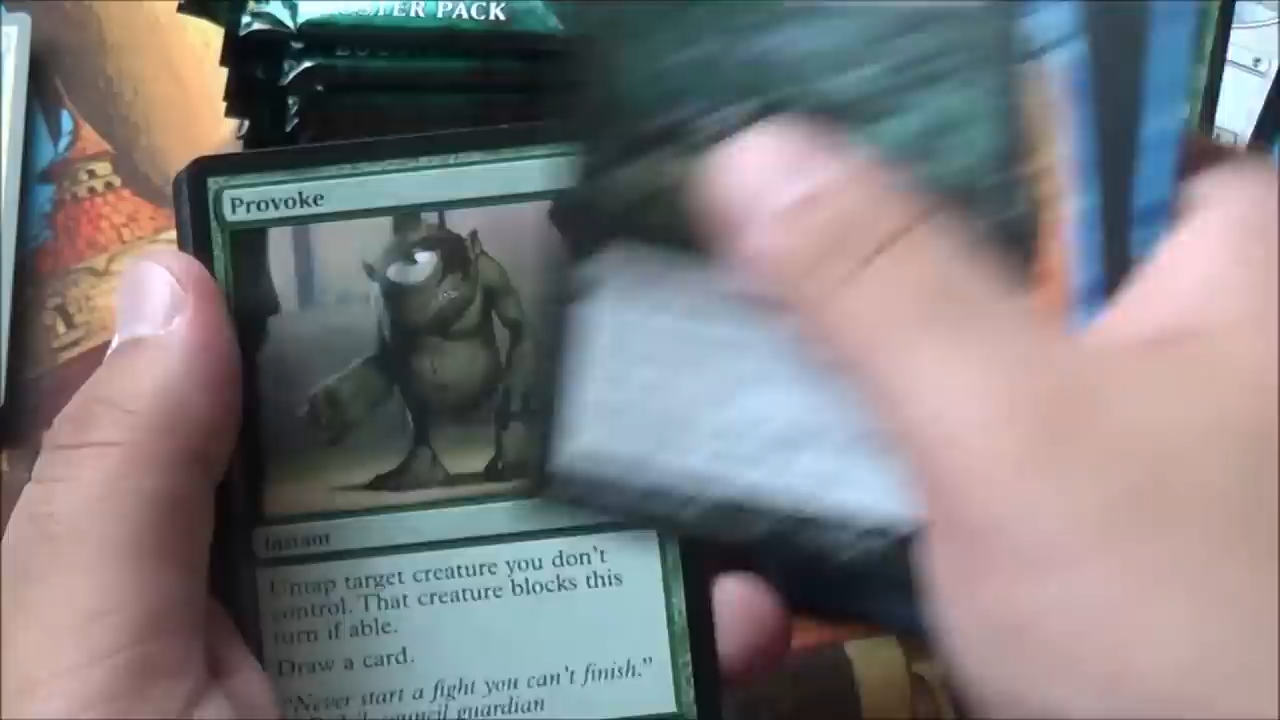 STER PACK
Provoke
Instant
Untap target creature you don't
control. That creature blocks this
turn if able.
Draw a card.
"Never start a fight you can't finish."
council guardian